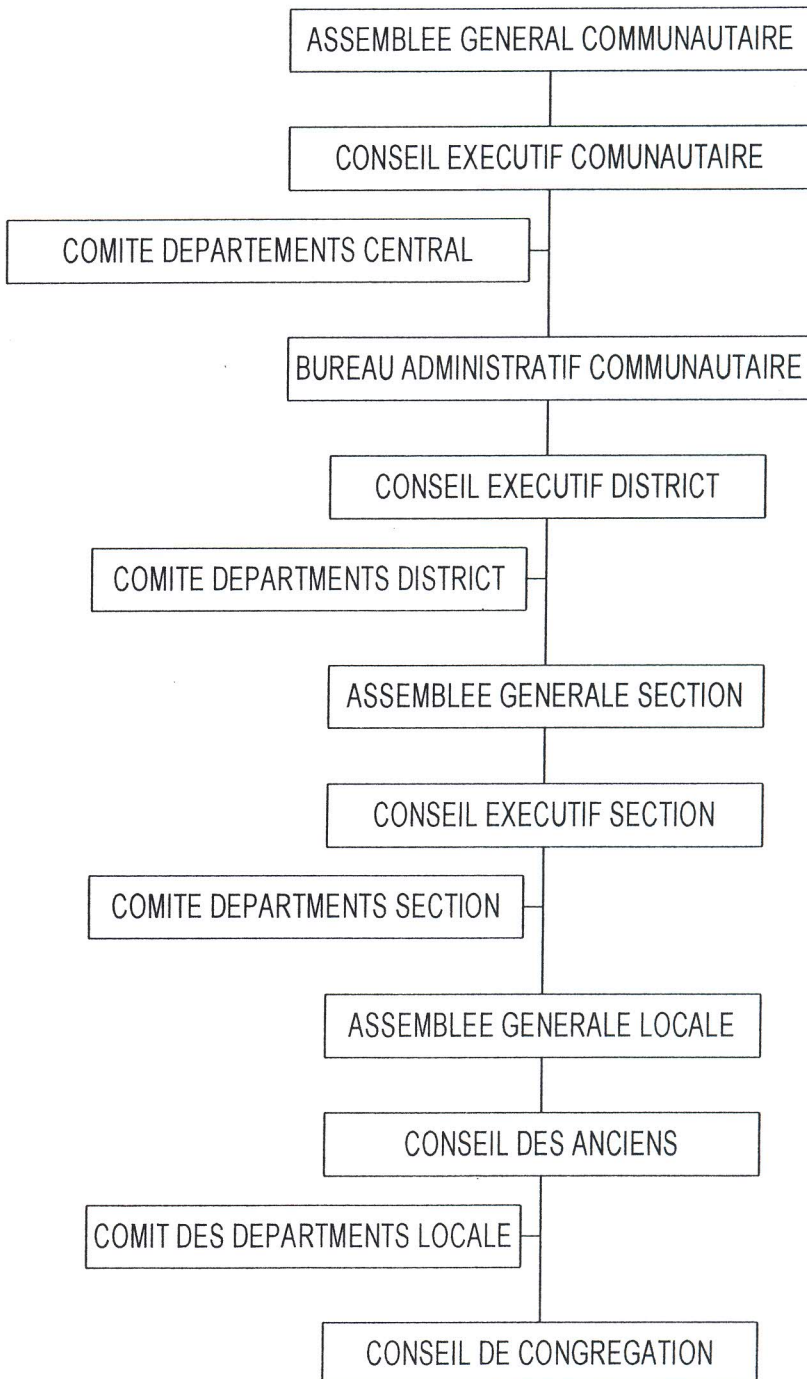 ASSEMBLEE GENERAL COMMUNAUTAIRE
CONSEIL EXECUTIF COMUNAUTAIRE
COMITE DEPARTEMENTS CENTRAL
BUREAU ADMINISTRATIF COMMUNAUTAIRE
CONSEIL EXECUTIF DISTRICT
COMITE DEPARTMENTS DISTRICT
ASSEMBLEE GENERALE SECTION
CONSEIL EXECUTIF SECTION
COMITE DEPARTMENTS SECTION
ASSEMBLEE GENERALE LOCALE
CONSEIL DES ANCIENS
COMIT DES DEPARTMENTS LOCALE
CONSEIL DE CONGREGATION